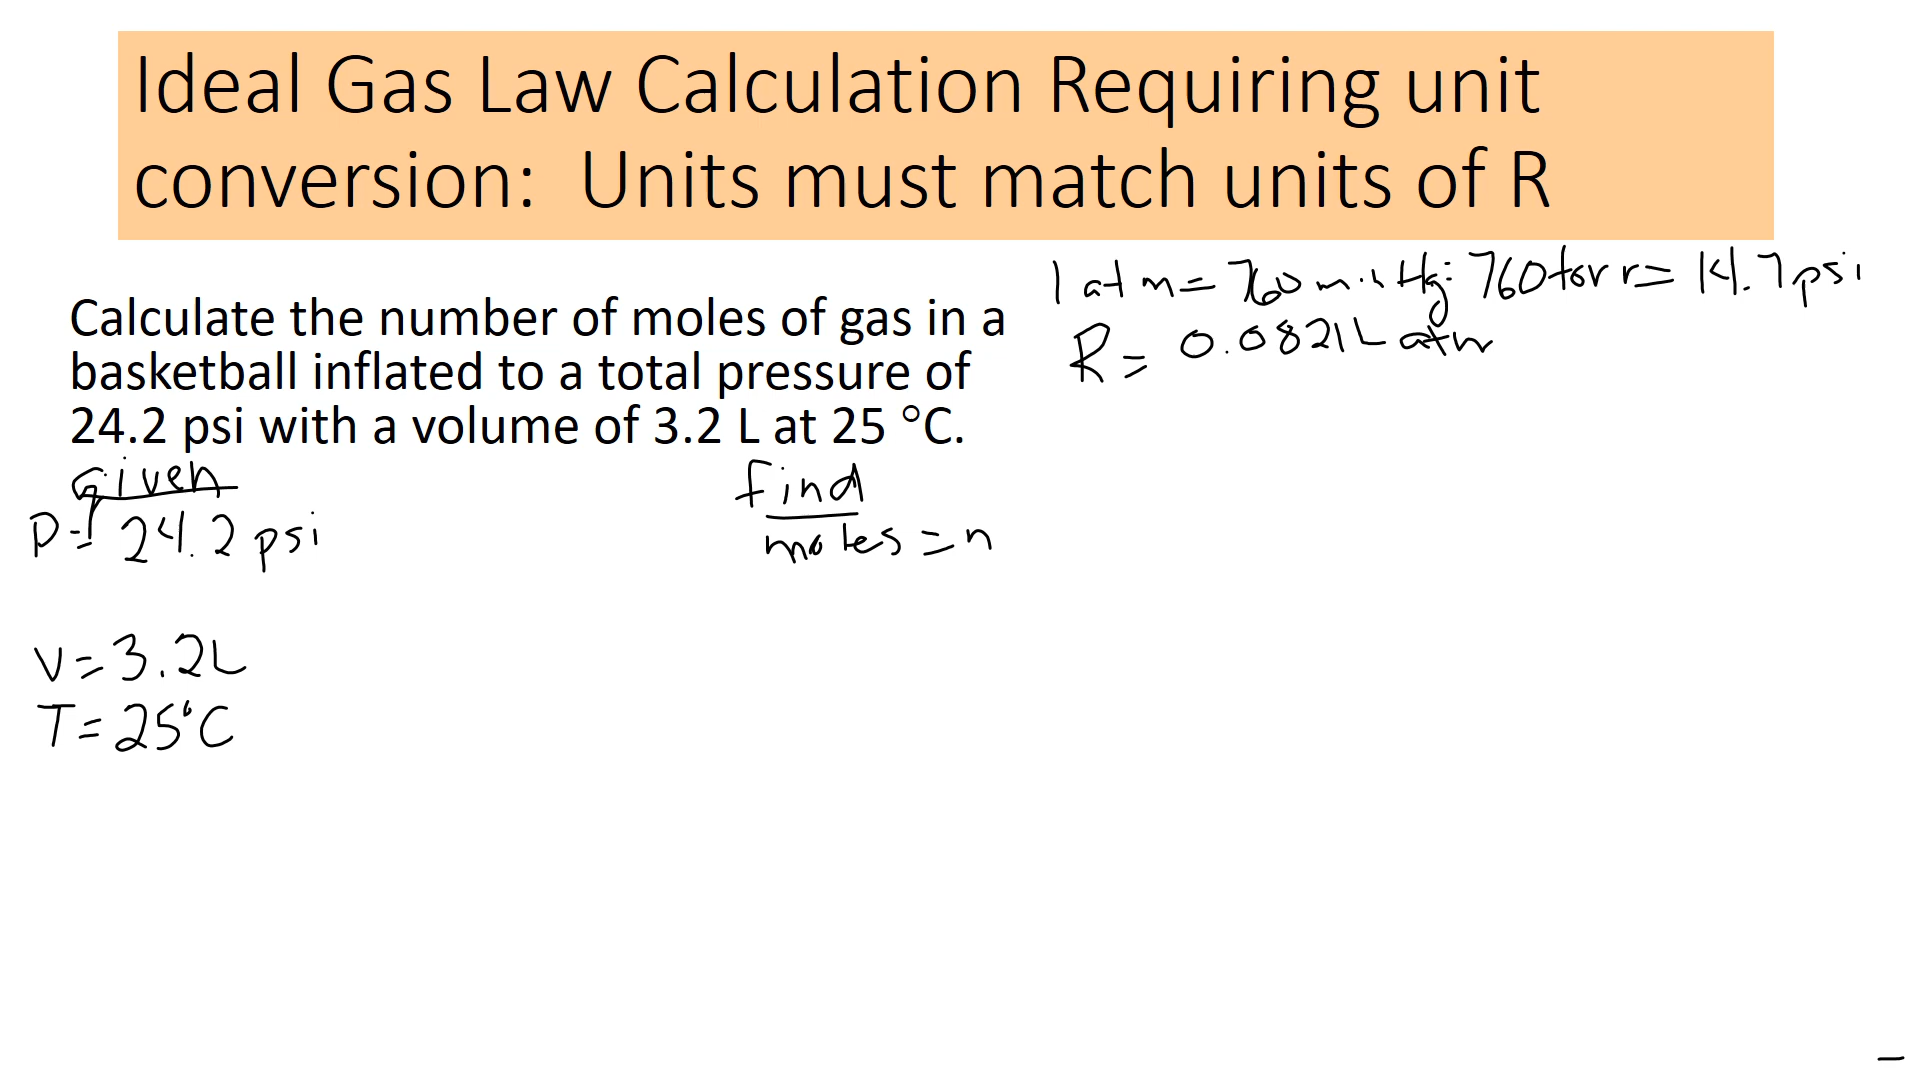 Ideal Gas Law Calculation Requiring unit
conversion: Units must match units of R
1 atm = 760 mm Hg = 760 torr = 14.7 psi
R = 0.0821 L atm
Calculate the number of moles of gas in a
basketball inflated to a total pressure of
24.2 psi with a volume of 3.2 L at 25 °C.
given
P = 24.2 psi
V = 3.2 L
T = 25°C
find
moles = n